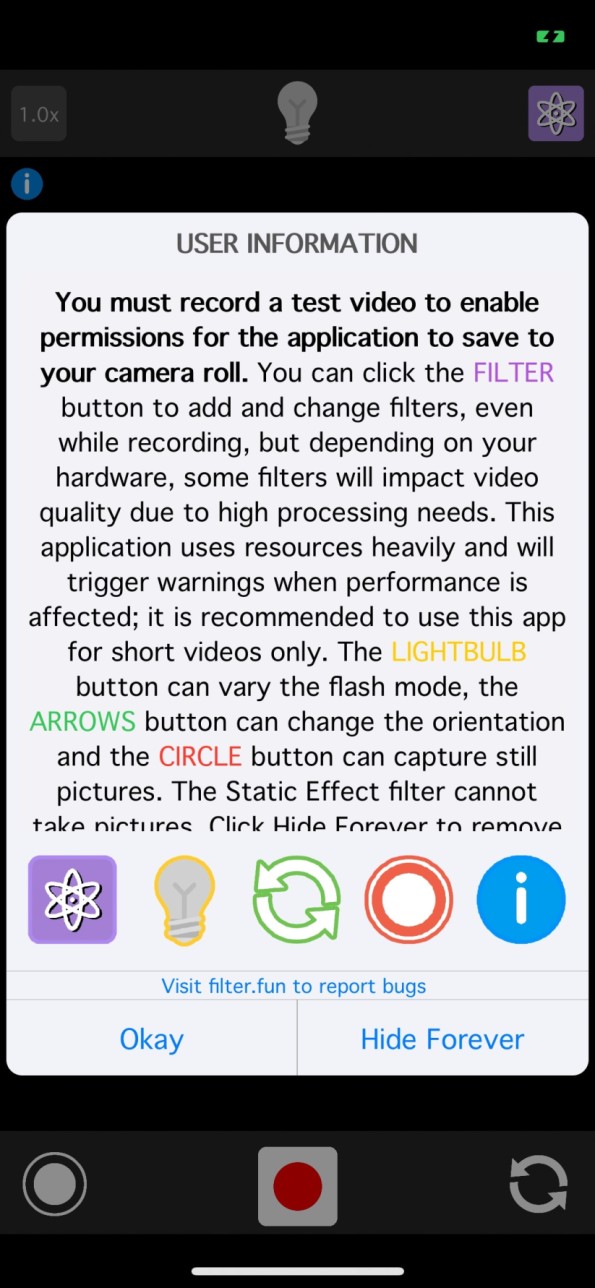 1.0x
USER INFORMATION
You must record a test video to enable
permissions for the application to save to
your camera roll. You can click the FILTER
button to add and change filters, even
while recording, but depending on your
hardware, some filters will impact video
quality due to high processing needs. This
application uses resources heavily and will
trigger warnings when performance is
affected; it is recommended to use this app
for short videos only. The LIGHTBULB
button can vary the flash mode, the
ARROWS button can change the orientation
and the CIRCLE button can capture still
pictures. The Static Effect filter cannot
take pictures. Click Hide Forever to remove
Visit filter.fun to report bugs
Okay
Hide Forever